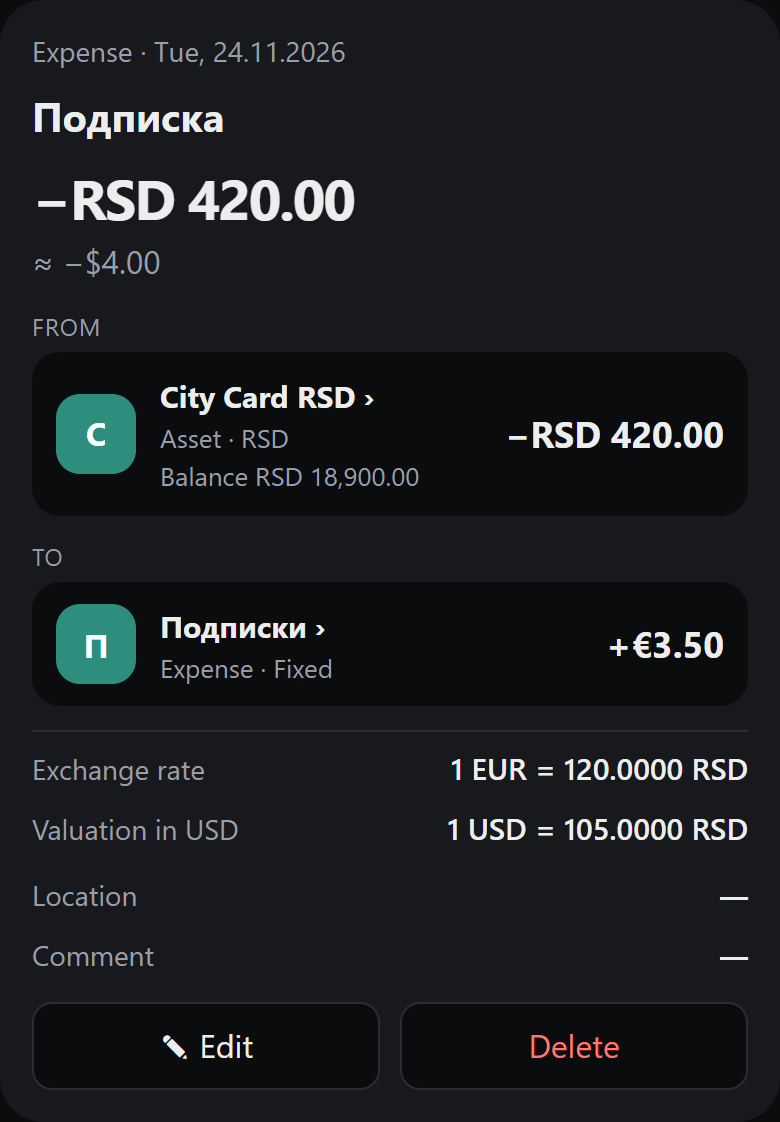 Expense · Tue, 24.11.2026
Подписка
−RSD 420.00
≈ −$4.00
FROM
C
City Card RSD ›
Asset · RSD
Balance RSD 18,900.00
−RSD 420.00
TO
П
Подписки ›
Expense · Fixed
+€3.50
Exchange rate 1 EUR = 120.0000 RSD
Valuation in USD 1 USD = 105.0000 RSD
Location —
Comment —
Edit
Delete